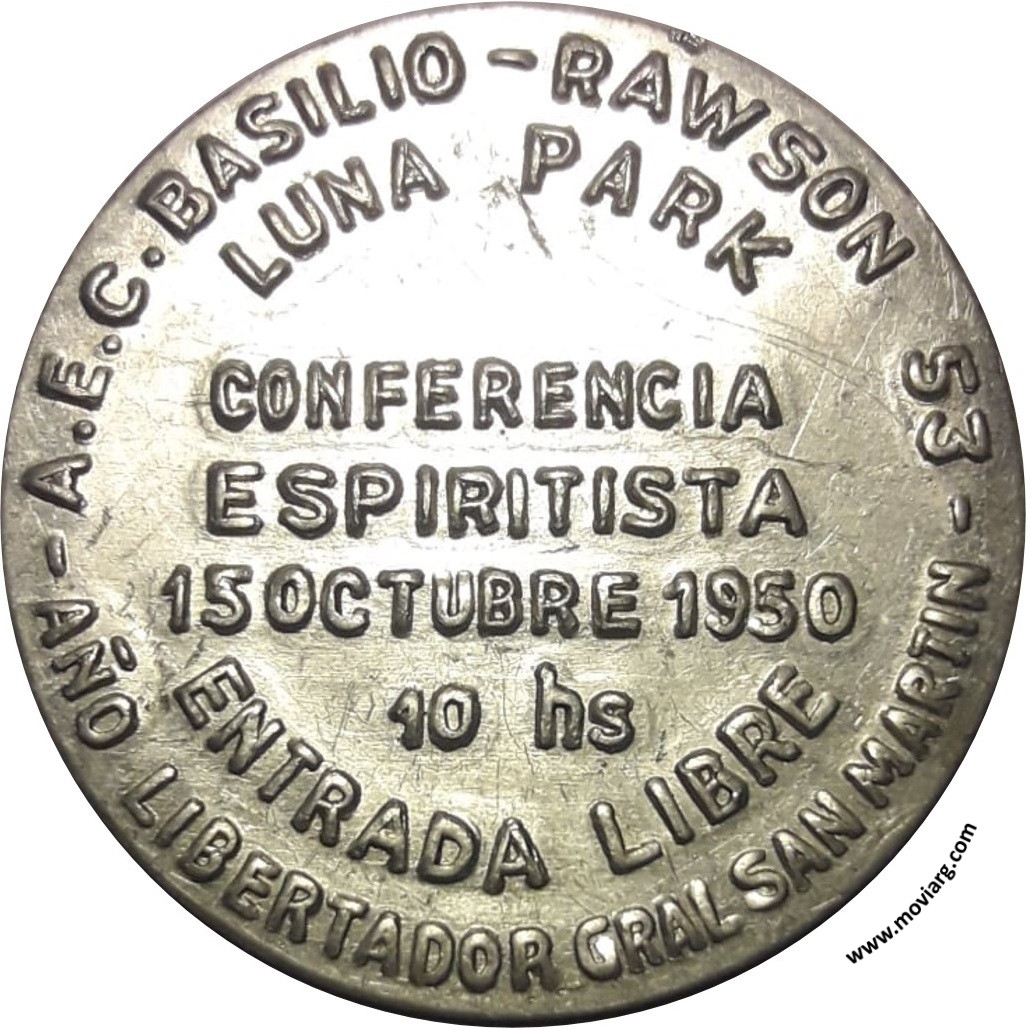 A.E.C. BASILIO - RAWSON 53 -
LUNA PARK
CONFERENCIA
ESPIRITISTA
15 OCTUBRE 1950
10 hs
ENTRADA LIBRE
- AÑO LIBERTADOR GRAL SAN MARTIN
www.moviarg.com